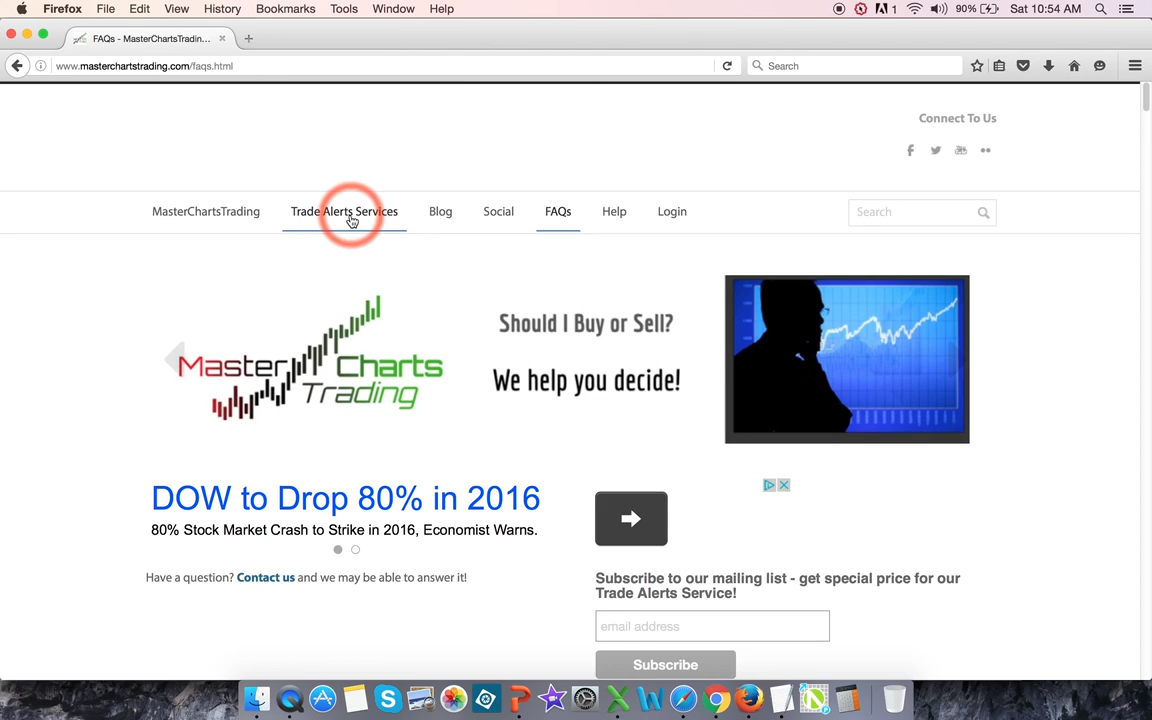 Firefox File Edit View History Bookmarks Tools Window Help 1 90% Sat 10:54 AM
FAQs - MasterChartsTradin...
www.masterchartstrading.com/faqs.html
Search
Connect To Us
MasterChartsTrading Trade Alerts Services Blog Social FAQs Help Login Search
Master Charts
Trading
Should I Buy or Sell?
We help you decide!
DOW to Drop 80% in 2016
80% Stock Market Crash to Strike in 2016, Economist Warns.
Have a question? Contact us and we may be able to answer it!
Subscribe to our mailing list - get special price for our
Trade Alerts Service!
email address
Subscribe